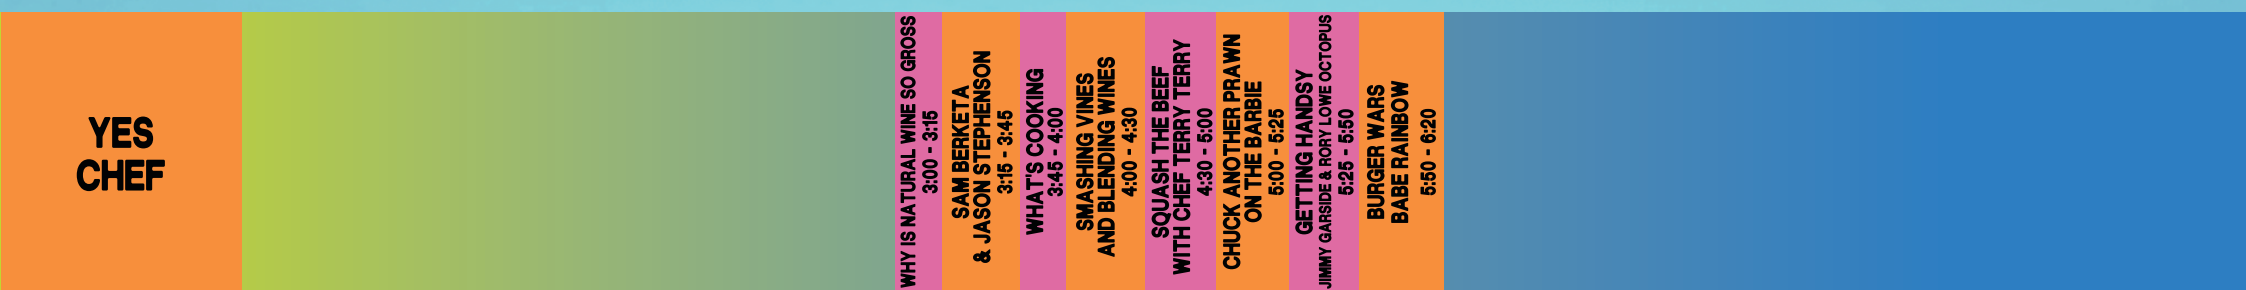 YES
CHEF
WHY IS NATURAL WINE SO GROSS
3:00 - 3:15
SAM BERKETA
& JASON STEPHENSON
3:15 - 3:45
WHAT'S COOKING
3:45 - 4:00
SMASHING VINES
AND BLENDING WINES
4:00 - 4:30
SQUASH THE BEEF
WITH CHEF TERRY TERRY
4:30 - 5:00
CHUCK ANOTHER PRAWN
ON THE BARBIE
5:00 - 5:25
GETTING HANDSY
JIMMY GARSIDE & RORY LOWE OCTOPUS
5:25 - 5:50
BURGER WARS
BABE RAINBOW
5:50 - 6:20